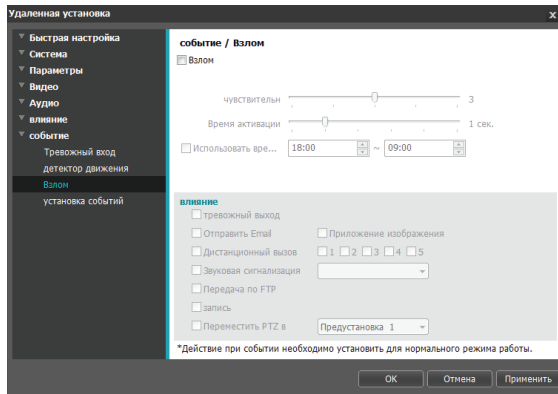 Удаленная установка x
Быстрая настройка
Система
Параметры
Видео
Аудио
влияние
событие
Тревожный вход
детектор движения
Взлом
установка событий
событие / Взлом
Взлом
чувствительн 3
Время активации 1 сек.
Использовать вре... 18:00 ~ 09:00
влияние
тревожный выход
Отправить Email Приложение изображения
Дистанционный вызов 1 2 3 4 5
Звуковая сигнализация
Передача по FTP
запись
Переместить PTZ в Предустановка 1
*Действие при событии необходимо установить для нормального режима работы.
OK Отмена Применить